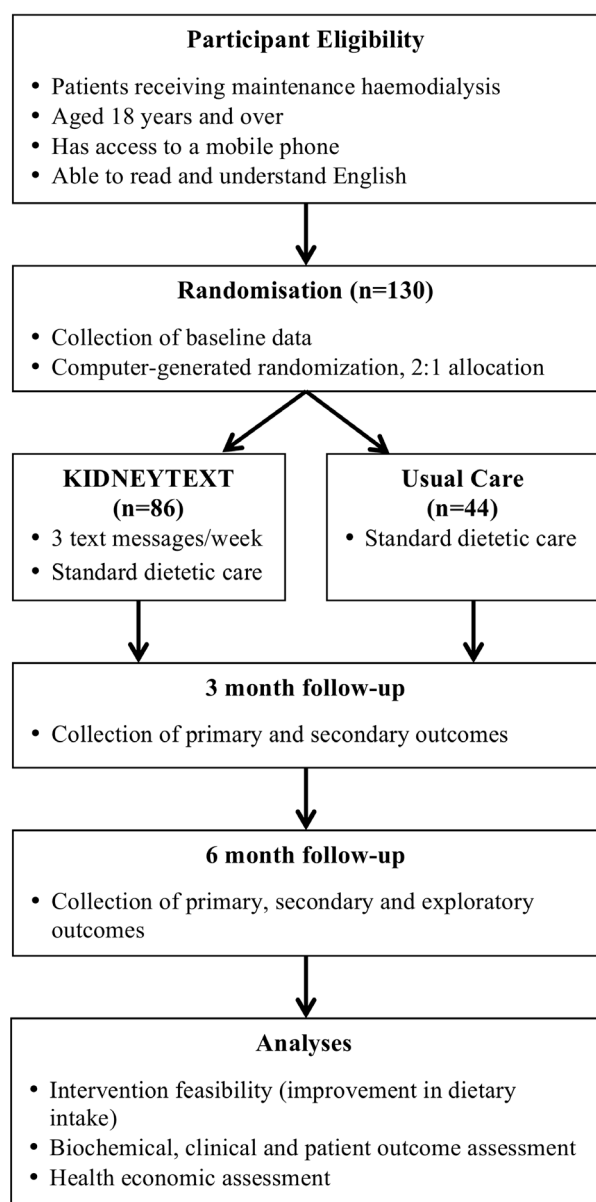 Participant Eligibility
• Patients receiving maintenance haemodialysis
• Aged 18 years and over
• Has access to a mobile phone
• Able to read and understand English
Randomisation (n=130)
• Collection of baseline data
• Computer-generated randomization, 2:1 allocation
KIDNEYTEXT
(n=86)
• 3 text messages/week
• Standard dietetic care
Usual Care
(n=44)
• Standard dietetic care
3 month follow-up
• Collection of primary and secondary outcomes
6 month follow-up
• Collection of primary, secondary and exploratory
outcomes
Analyses
• Intervention feasibility (improvement in dietary
intake)
• Biochemical, clinical and patient outcome assessment
• Health economic assessment